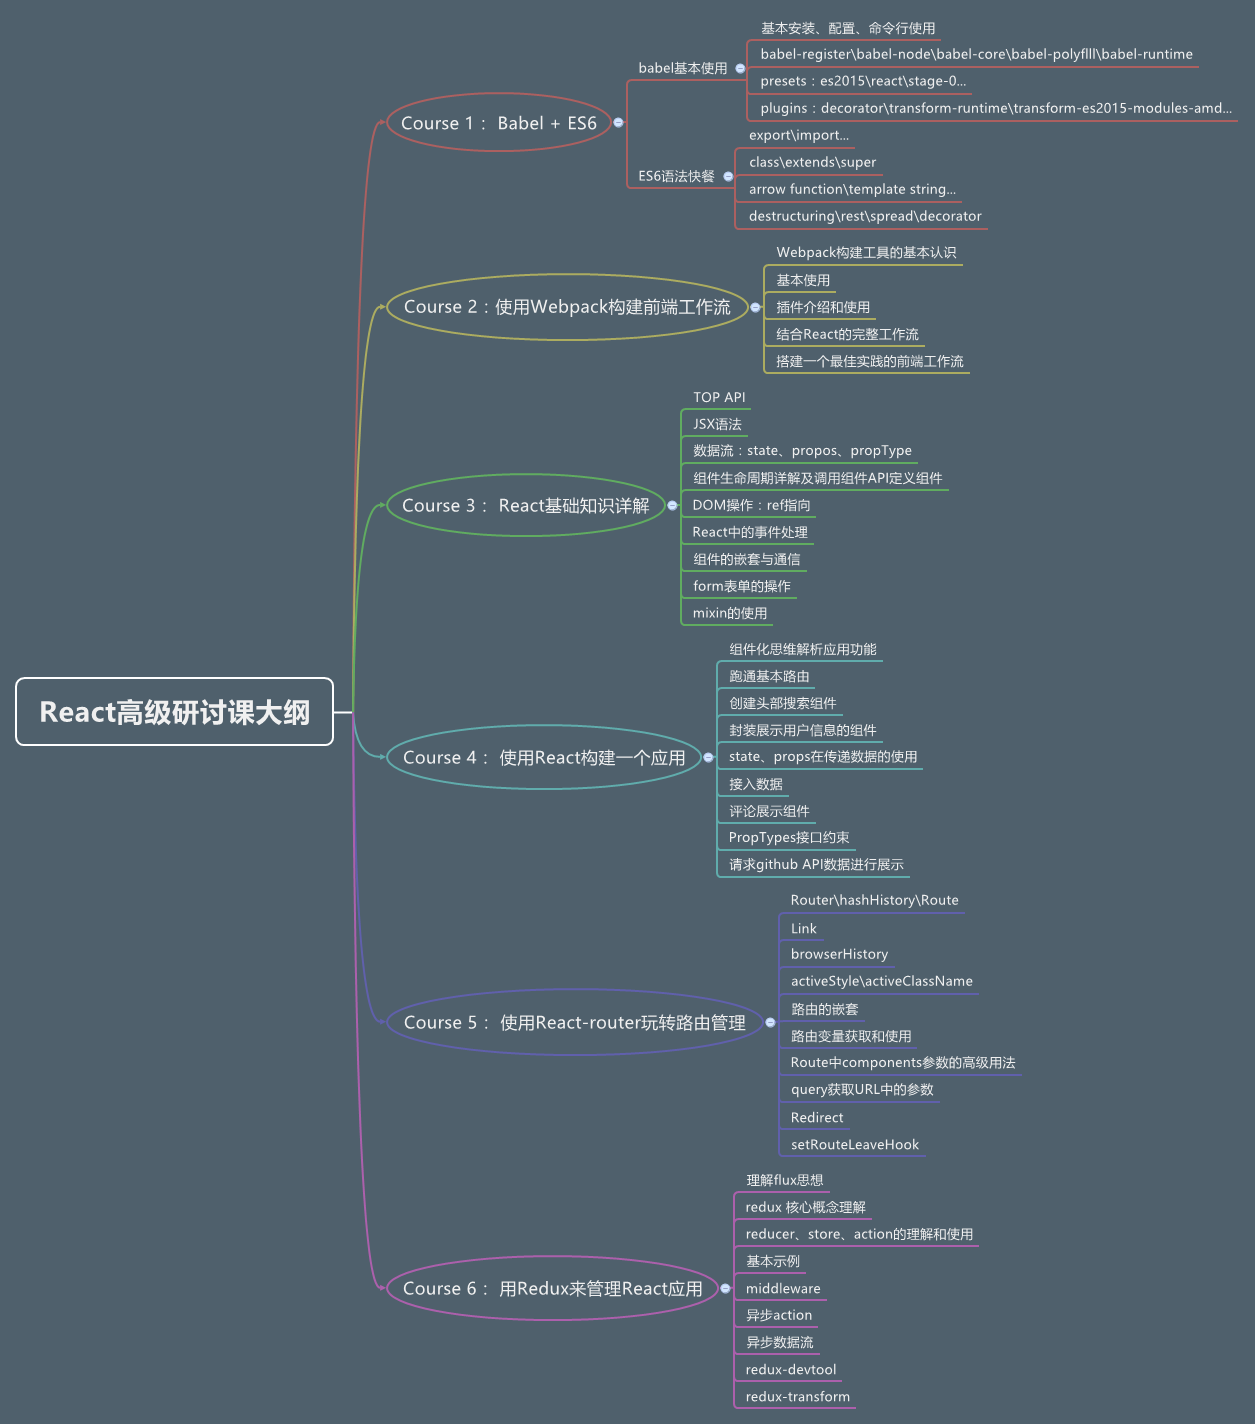 React高级研讨课大纲
Course 1： Babel + ES6
babel基本使用
基本安装、配置、命令行使用
babel-register\babel-node\babel-core\babel-polyflll\babel-runtime
presets：es2015\react\stage-0...
plugins：decorator\transform-runtime\transform-es2015-modules-amd...
ES6语法快餐
export\import...
class\extends\super
arrow function\template string...
destructuring\rest\spread\decorator
Course 2：使用Webpack构建前端工作流
Webpack构建工具的基本认识
基本使用
插件介绍和使用
结合React的完整工作流
搭建一个最佳实践的前端工作流
Course 3： React基础知识详解
TOP API
JSX语法
数据流：state、propos、propType
组件生命周期详解及调用组件API定义组件
DOM操作：ref指向
React中的事件处理
组件的嵌套与通信
form表单的操作
mixin的使用
Course 4： 使用React构建一个应用
组件化思维解析应用功能
跑通基本路由
创建头部搜索组件
封装展示用户信息的组件
state、props在传递数据的使用
接入数据
评论展示组件
PropTypes接口约束
请求github API数据进行展示
Course 5： 使用React-router玩转路由管理
Router\hashHistory\Route
Link
browserHistory
activeStyle\activeClassName
路由的嵌套
路由变量获取和使用
Route中components参数的高级用法
query获取URL中的参数
Redirect
setRouteLeaveHook
Course 6： 用Redux来管理React应用
理解flux思想
redux 核心概念理解
reducer、store、action的理解和使用
基本示例
middleware
异步action
异步数据流
redux-devtool
redux-transform